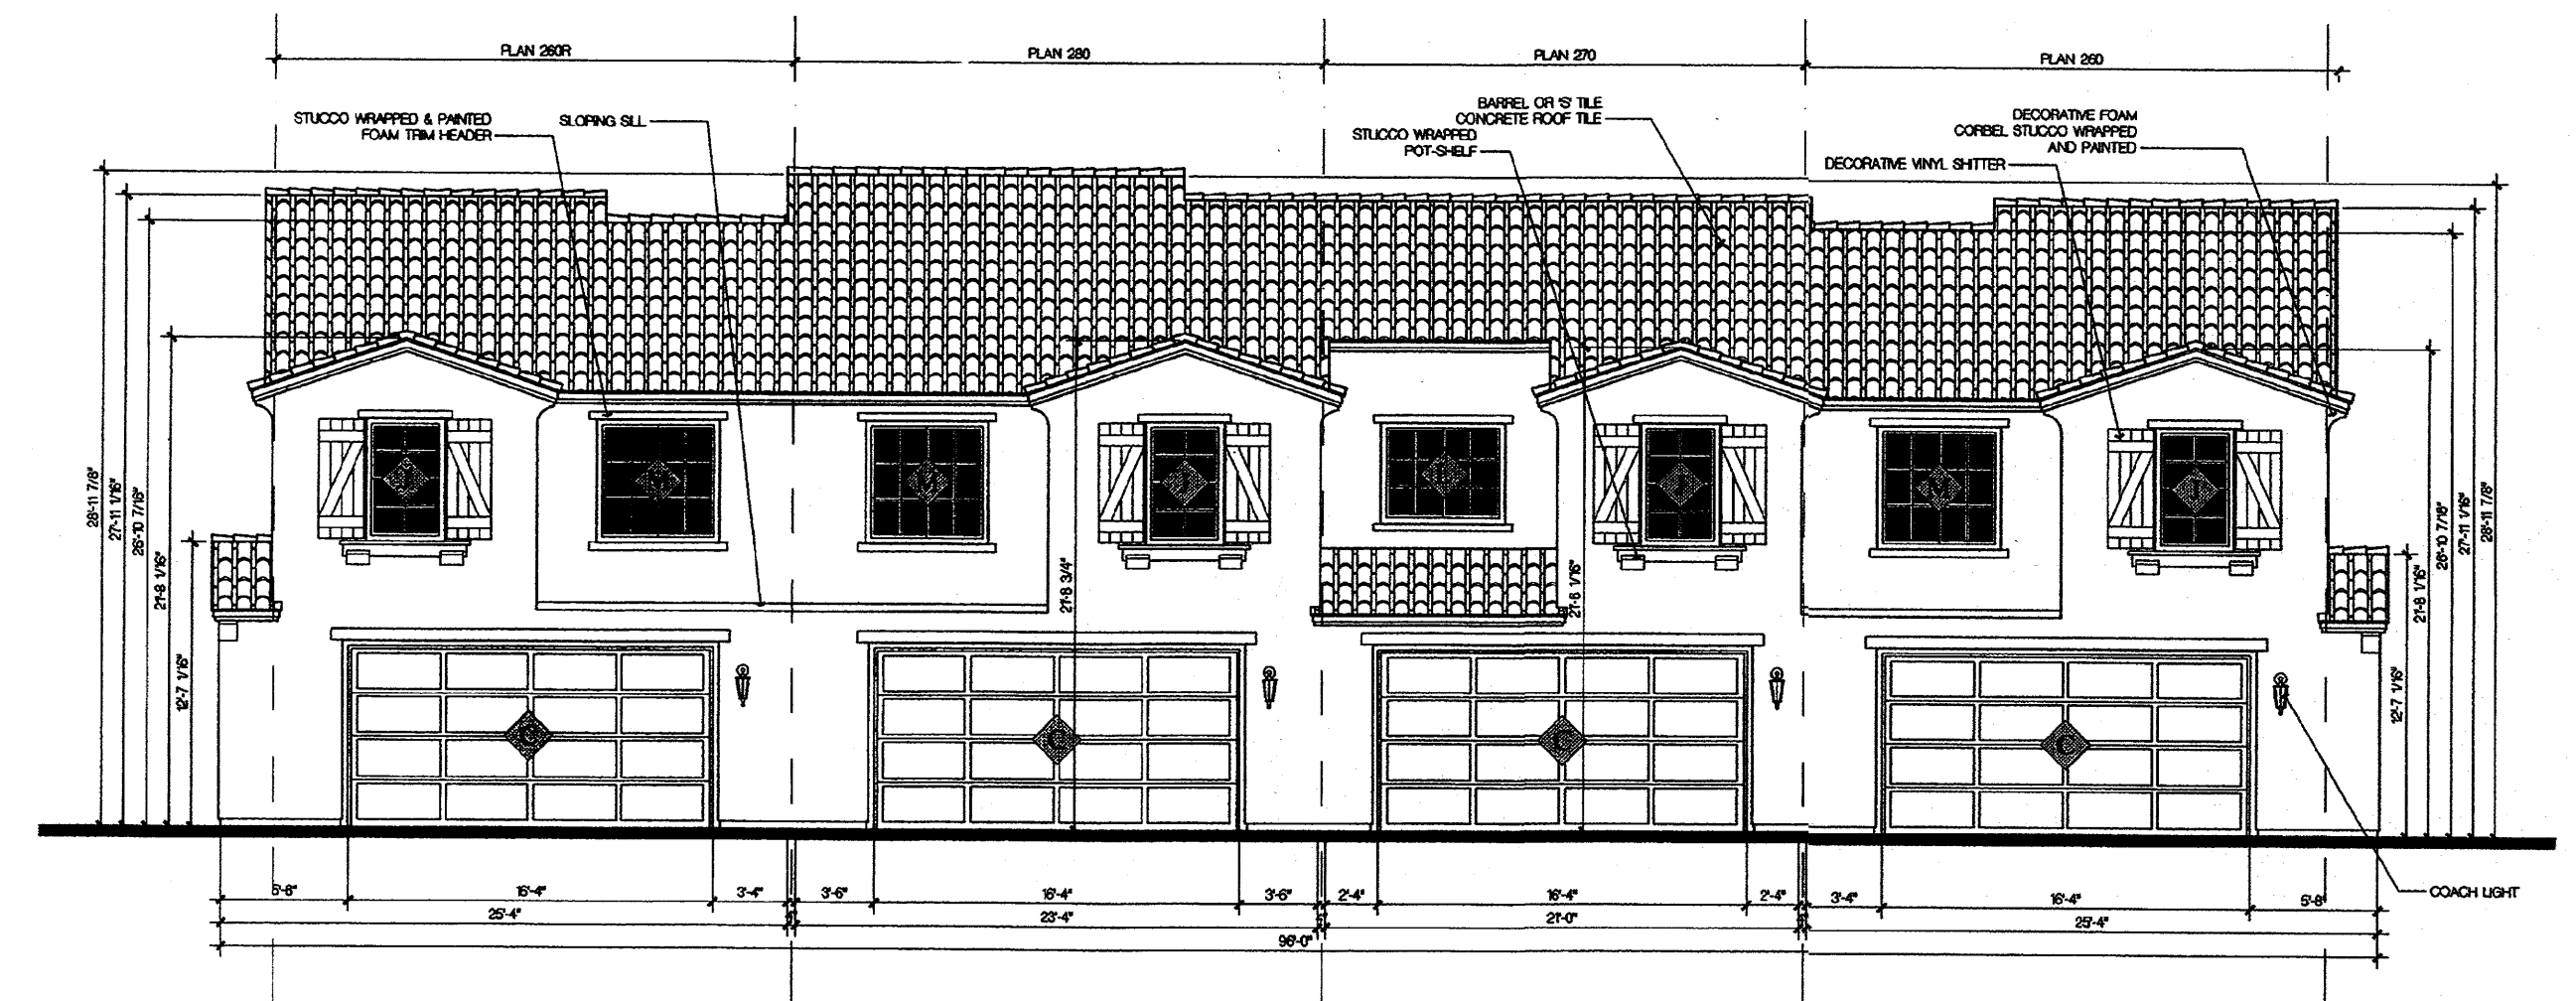 PLAN 260R
PLAN 280
PLAN 270
PLAN 260
STUCCO WRAPPED & PAINTED
FOAM TRIM HEADER
SLOPING SILL
BARREL OR 'S' TILE
CONCRETE ROOF TILE
STUCCO WRAPPED
POT-SHELF
DECORATIVE FOAM
CORBEL STUCCO WRAPPED
AND PAINTED
DECORATIVE VINYL SHITTER
28'-11 7/8"
27'-11 1/16"
26'-10 7/16"
21'-8 1/16"
12'-7 1/16"
21'-8 3/4"
21'-6 1/16"
12'-7 1/16"
21'-8 1/16"
26'-10 7/16"
27'-11 1/16"
28'-11 7/8"
M
M
J
M
C
C
C
C
COACH LIGHT
5'-8"
16'-4"
3'-4"
3'-6"
16'-4"
3'-6"
2'-4"
16'-4"
2'-4"
3'-4"
16'-4"
5'-8"
25'-4"
23'-4"
21'-0"
25'-4"
96'-0"